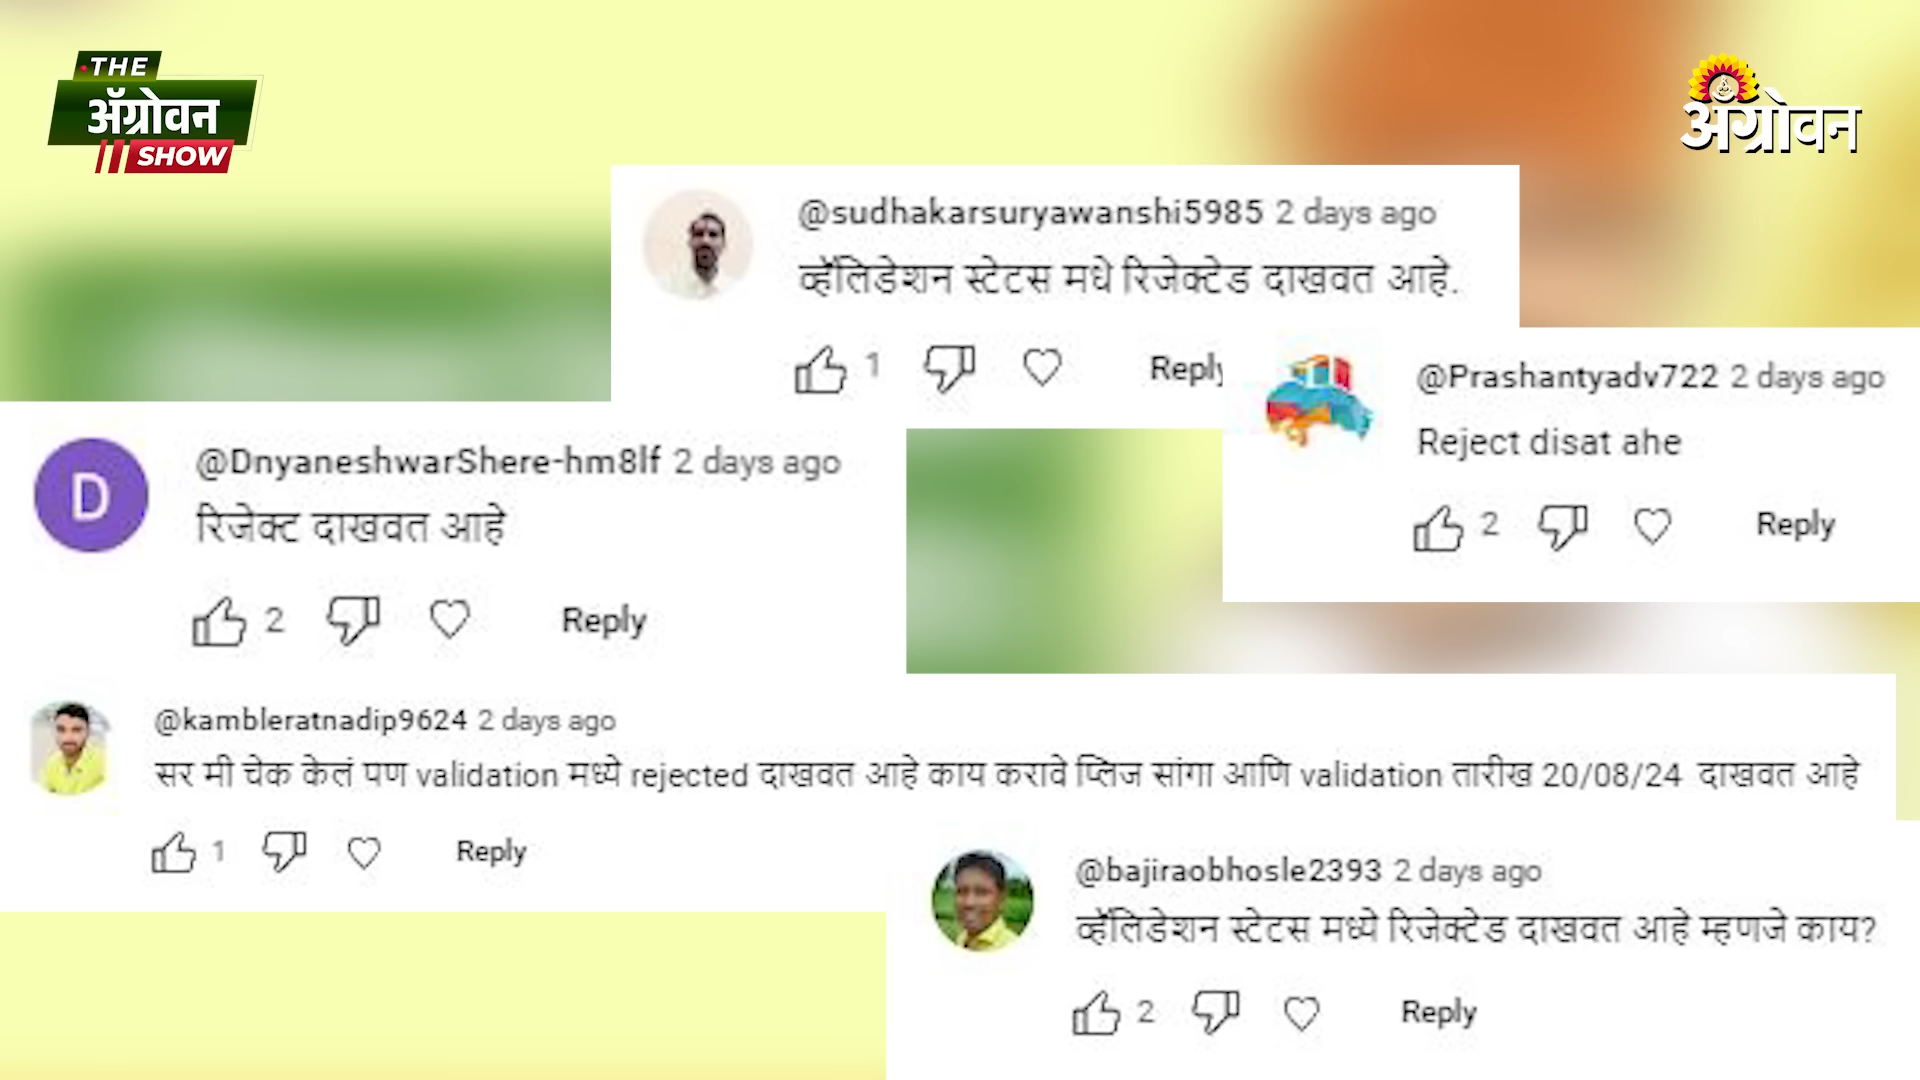 THE
ॲग्रोवन
SHOW
ॲग्रोवन
@sudhakarsuryawanshi5985 2 days ago
व्हॅलिडेशन स्टेटस मधे रिजेक्टेड दाखवत आहे.
1 Reply
@Prashantyadv722 2 days ago
Reject disat ahe
2 Reply
@DnyaneshwarShere-hm8lf 2 days ago
D
रिजेक्ट दाखवत आहे
2 Reply
@kambleratnadip9624 2 days ago
सर मी चेक केलं पण validation मध्ये rejected दाखवत आहे काय करावे प्लिज सांगा आणि validation तारीख 20/08/24 दाखवत आहे
1 Reply
@bajiraobhosle2393 2 days ago
व्हॅलिडेशन स्टेटस मध्ये रिजेक्टेड दाखवत आहे म्हणजे काय?
2 Reply